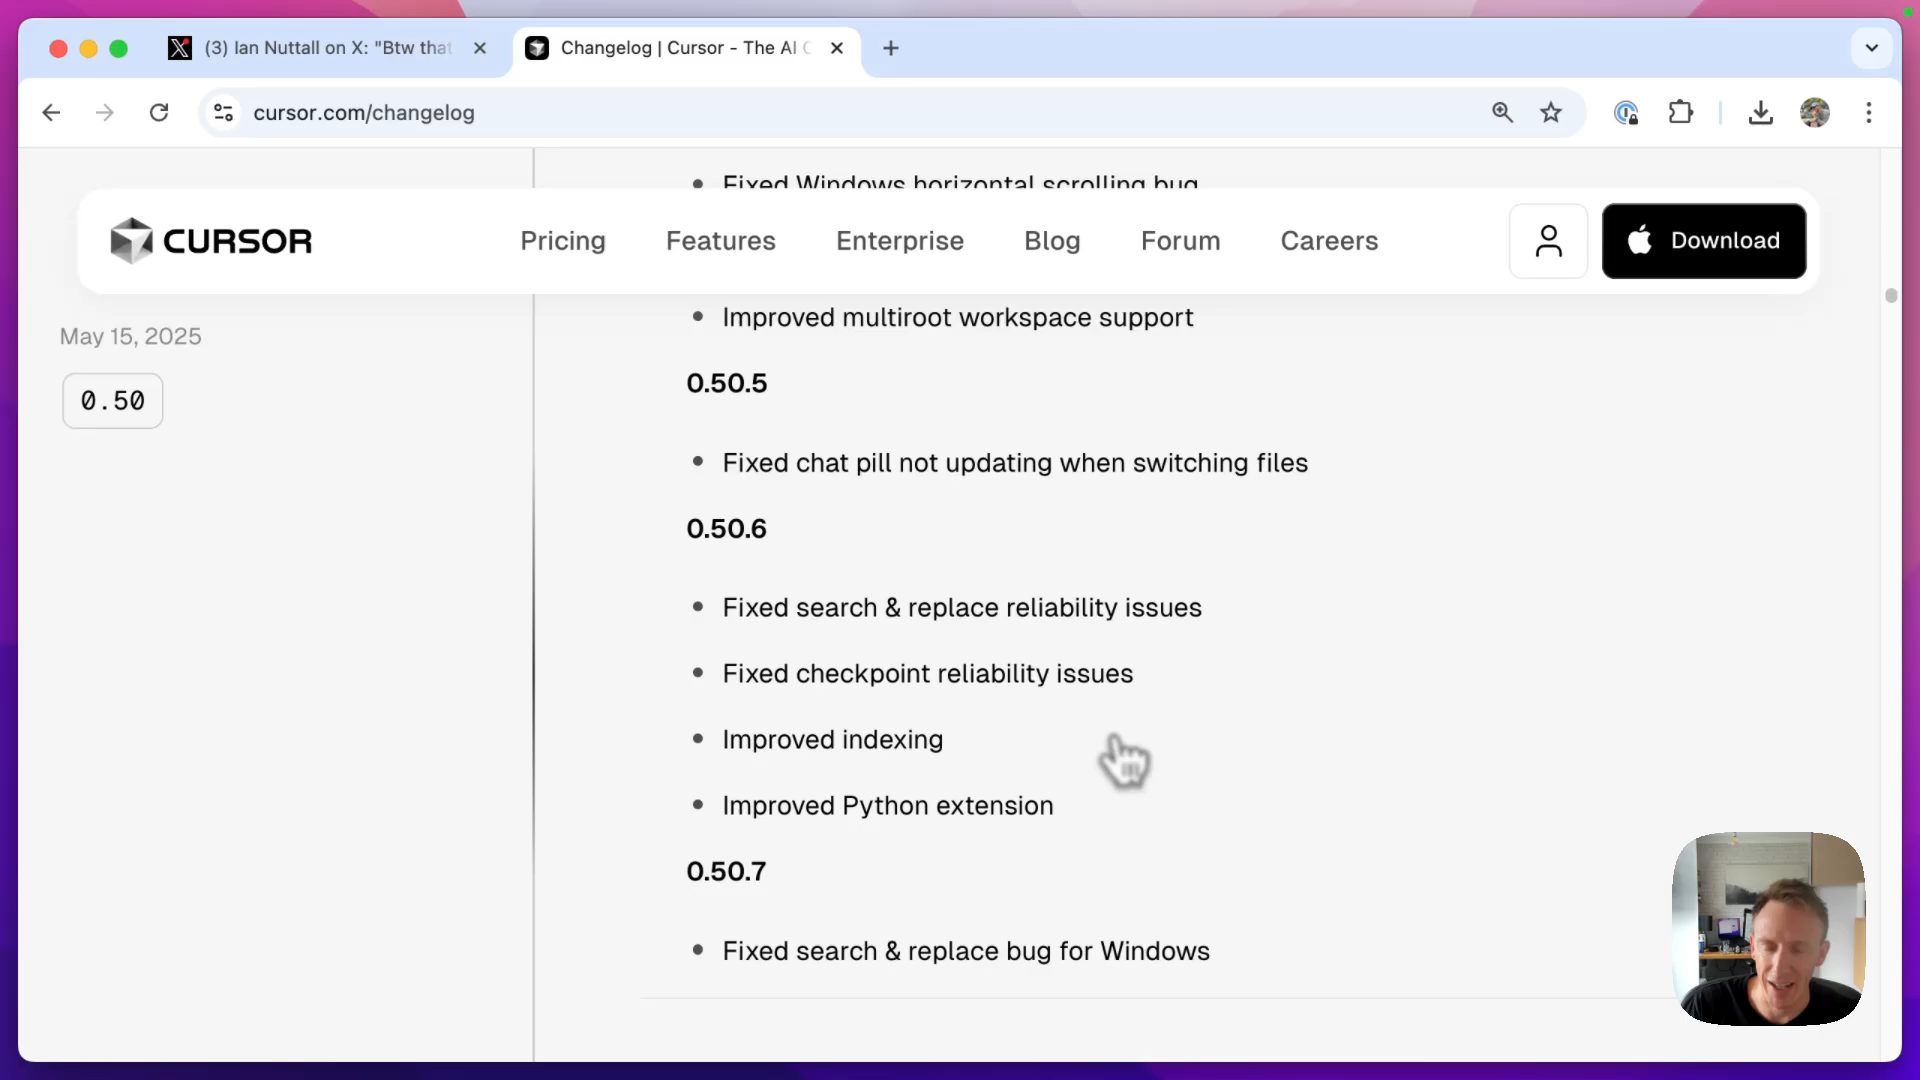 (3) Ian Nuttall on X: "Btw that
Changelog | Cursor - The AI C
cursor.com/changelog
Fixed Windows horizontal scrolling bug
CURSOR
Pricing
Features
Enterprise
Blog
Forum
Careers
Download
May 15, 2025
0.50
Improved multiroot workspace support
0.50.5
Fixed chat pill not updating when switching files
0.50.6
Fixed search & replace reliability issues
Fixed checkpoint reliability issues
Improved indexing
Improved Python extension
0.50.7
Fixed search & replace bug for Windows